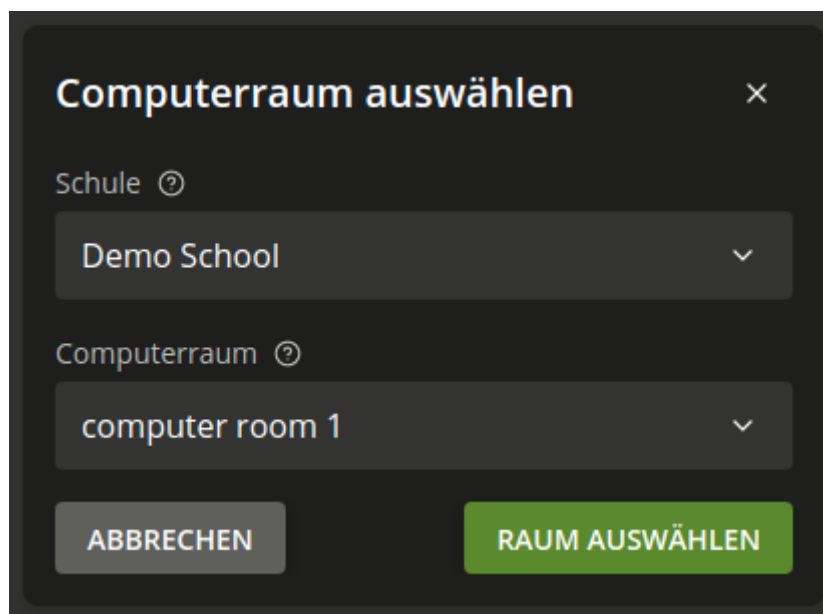 Computerraum auswählen
Schule
Demo School
Computerraum
computer room 1
ABBRECHEN
RAUM AUSWÄHLEN